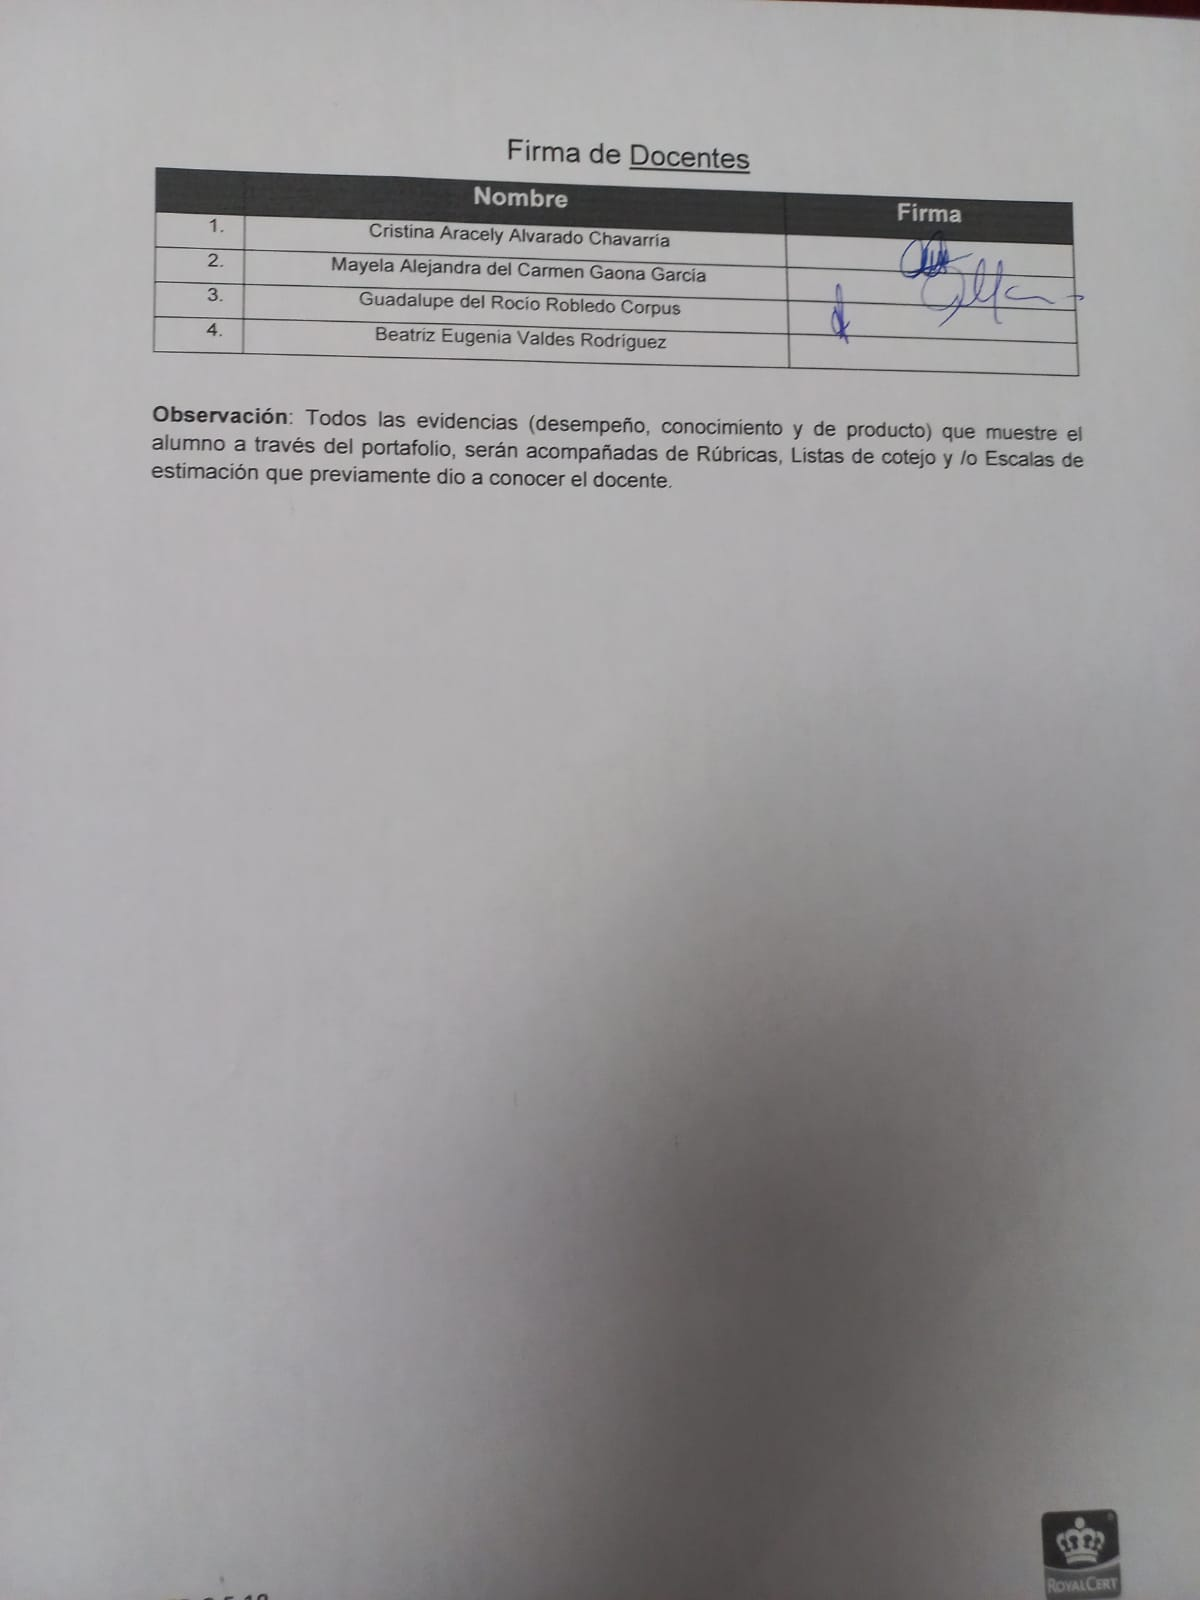 Firma de Docentes
Nombre Firma
1. Cristina Aracely Alvarado Chavarría
2. Mayela Alejandra del Carmen Gaona García
3. Guadalupe del Rocío Robledo Corpus
4. Beatriz Eugenia Valdes Rodríguez
Observación: Todos las evidencias (desempeño, conocimiento y de producto) que muestre el
alumno a través del portafolio, serán acompañadas de Rúbricas, Listas de cotejo y /o Escalas de
estimación que previamente dio a conocer el docente.
ROYALCERT